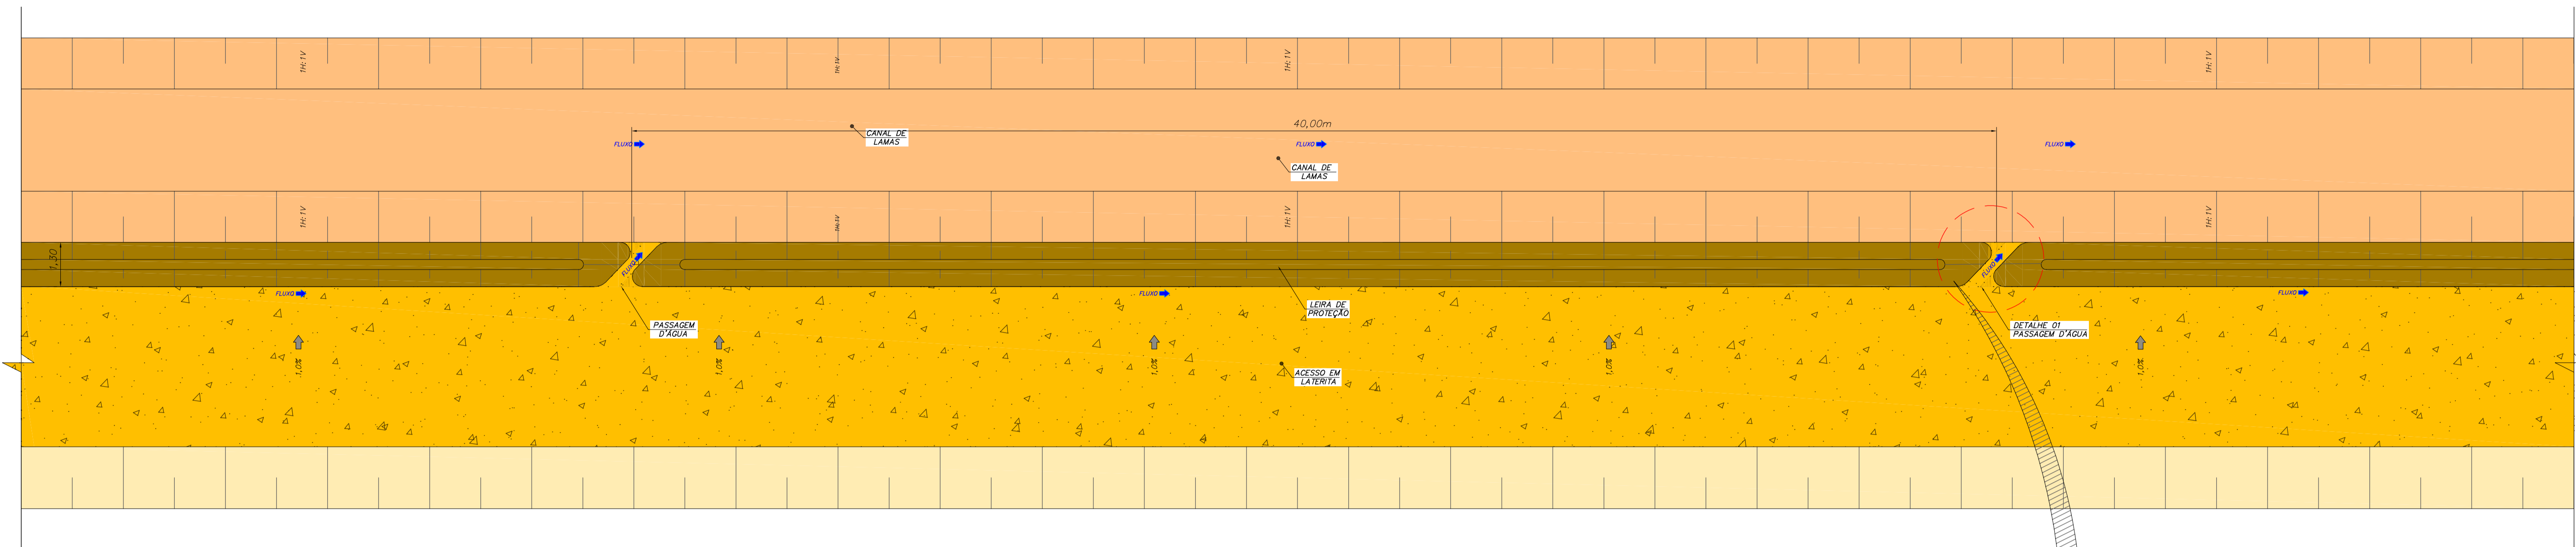 1H:1V
1H:1V
1H:1V
1H:1V
40,00m
CANAL DE
LAMAS
FLUXO
FLUXO
FLUXO
CANAL DE
LAMAS
1H:1V
1H:1V
1H:1V
1H:1V
1,30
FLUXO
FLUXO
FLUXO
FLUXO
FLUXO
LEIRA DE
PROTEÇÃO
PASSAGEM
D'ÁGUA
DETALHE 01
PASSAGEM D'ÁGUA
1,0%
1,0%
1,0%
1,0%
1,0%
ACESSO EM
LATERITA